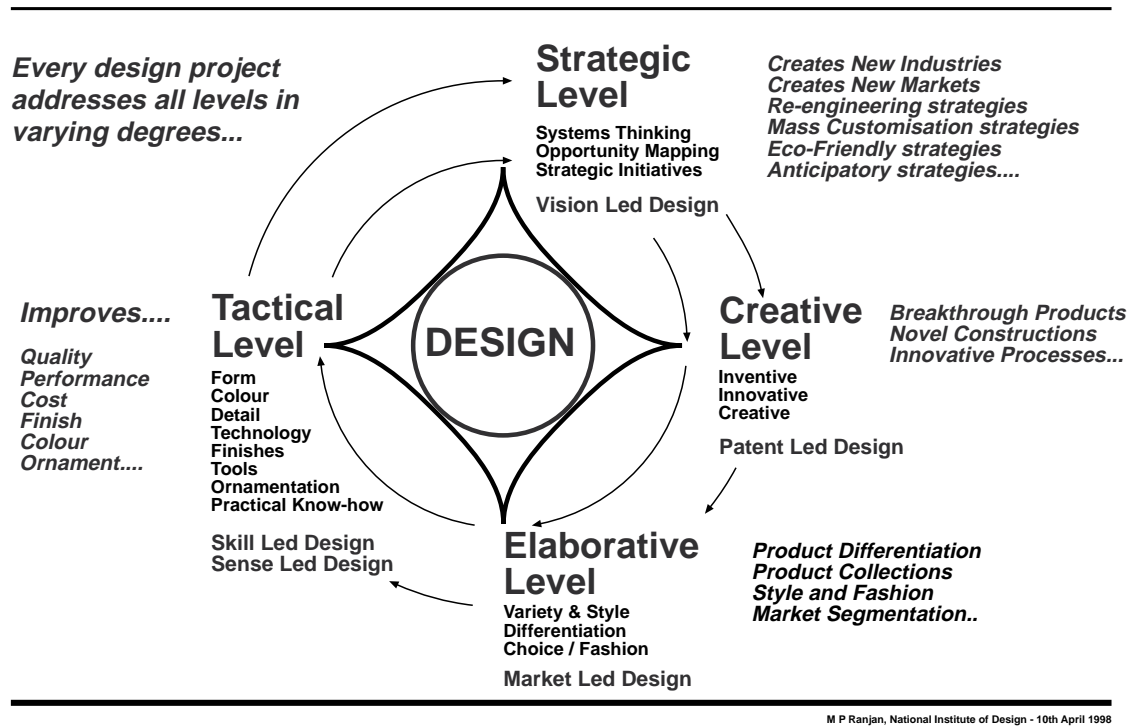 Every design project
addresses all levels in
varying degrees...
Strategic
Level
Systems Thinking
Opportunity Mapping
Strategic Initiatives
Vision Led Design
Creates New Industries
Creates New Markets
Re-engineering strategies
Mass Customisation strategies
Eco-Friendly strategies
Anticipatory strategies....
Improves....
Quality
Performance
Cost
Finish
Colour
Ornament....
Tactical
Level
Form
Colour
Detail
Technology
Finishes
Tools
Ornamentation
Practical Know-how
Skill Led Design
Sense Led Design
DESIGN
Creative
Level
Inventive
Innovative
Creative
Patent Led Design
Breakthrough Products
Novel Constructions
Innovative Processes...
Elaborative
Level
Variety & Style
Differentiation
Choice / Fashion
Market Led Design
Product Differentiation
Product Collections
Style and Fashion
Market Segmentation..
M P Ranjan, National Institute of Design - 10th April 1998